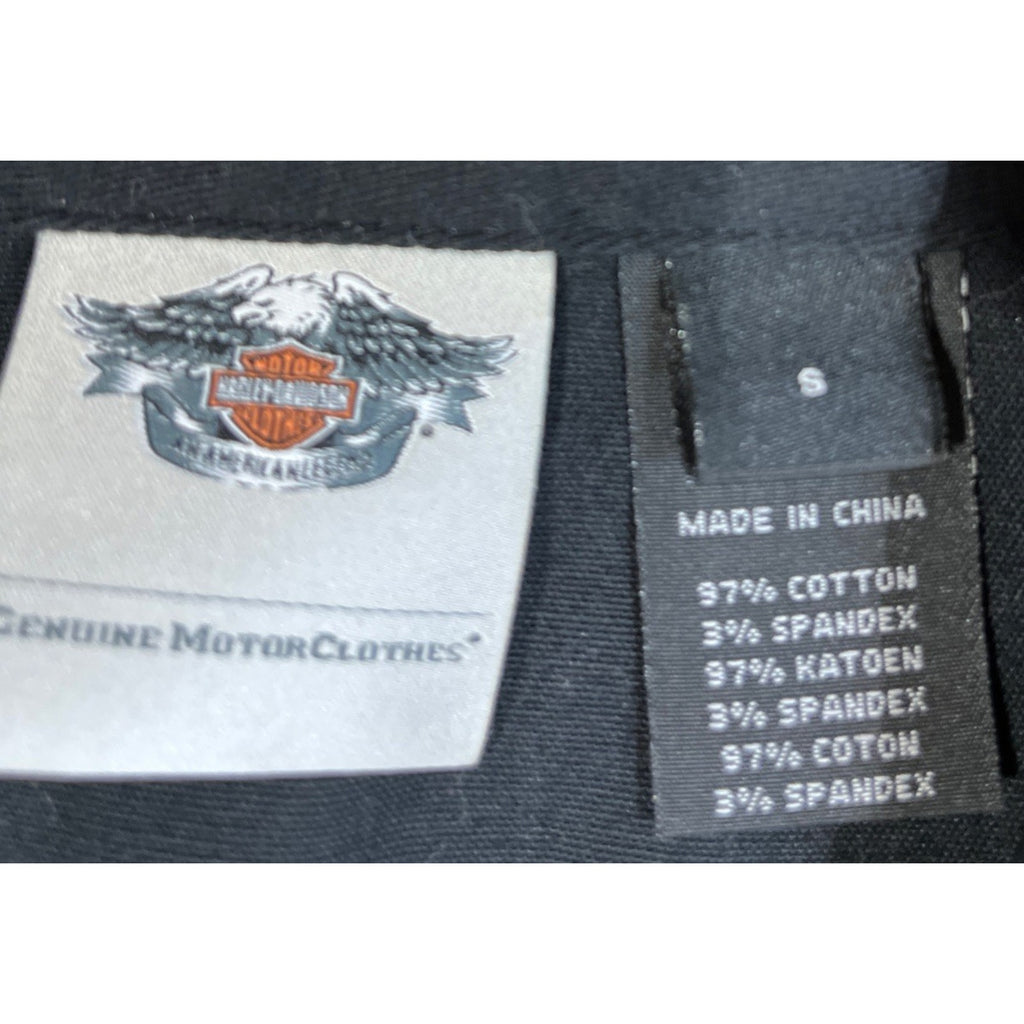 MOTOR
HARLEY-DAVIDSON
CYCLES
AN AMERICAN LEGEND
GENUINE MOTORCLOTHES®
S
MADE IN CHINA
97% COTTON
3% SPANDEX
97% KATOEN
3% SPANDEX
97% COTON
3% SPANDEX